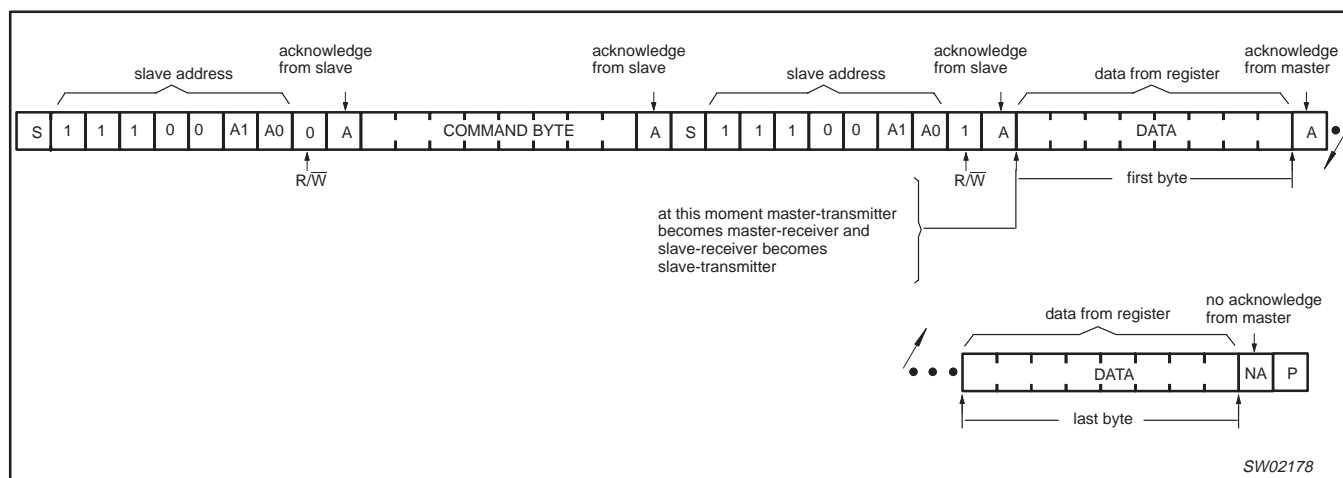 acknowledge
from slave
acknowledge
from slave
acknowledge
from slave
acknowledge
from master
slave address
slave address
data from register
S 1 1 1 0 0 A1 A0 0 A COMMAND BYTE A S 1 1 1 0 0 A1 A0 1 A DATA A
R/W̅
R/W̅
first byte
at this moment master-transmitter
becomes master-receiver and
slave-receiver becomes
slave-transmitter
data from register
no acknowledge
from master
DATA NA P
last byte
SW02178